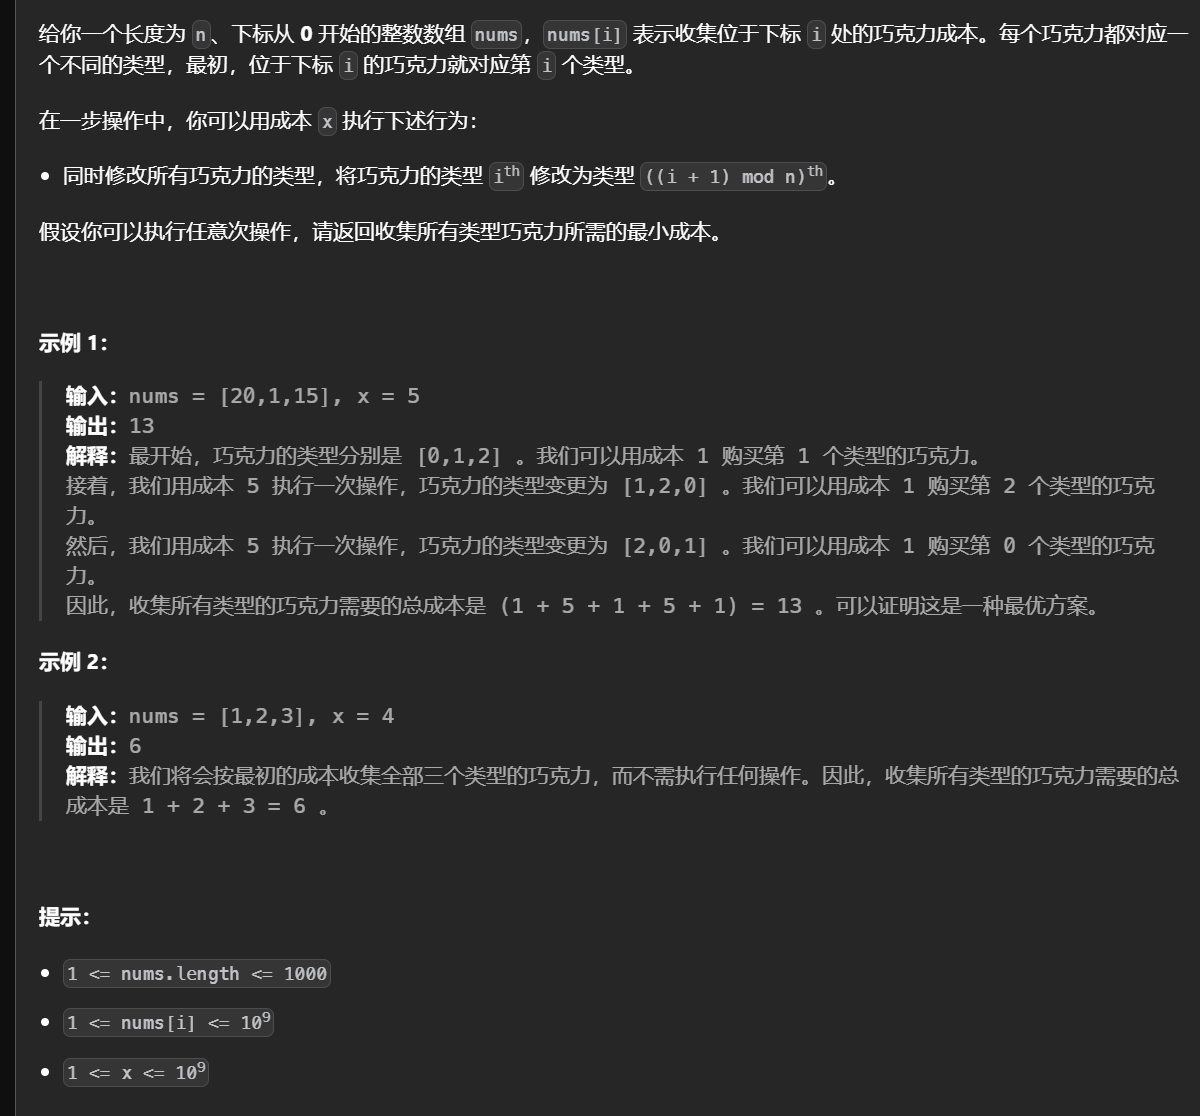 给你一个长度为 n、下标从 0 开始的整数数组 nums，nums[i] 表示收集位于下标 i 处的巧克力成本。每个巧克力都对应一
个不同的类型，最初，位于下标 i 的巧克力就对应第 i 个类型。
在一步操作中，你可以用成本 x 执行下述行为：
• 同时修改所有巧克力的类型，将巧克力的类型 ith 修改为类型 ((i + 1) mod n)th。
假设你可以执行任意次操作，请返回收集所有类型巧克力所需的最小成本。
示例 1：
输入：nums = [20,1,15], x = 5
输出：13
解释：最开始，巧克力的类型分别是 [0,1,2] 。我们可以用成本 1 购买第 1 个类型的巧克力。
接着，我们用成本 5 执行一次操作，巧克力的类型变更为 [1,2,0] 。我们可以用成本 1 购买第 2 个类型的巧克
力。
然后，我们用成本 5 执行一次操作，巧克力的类型变更为 [2,0,1] 。我们可以用成本 1 购买第 0 个类型的巧克
力。
因此，收集所有类型的巧克力需要的总成本是 (1 + 5 + 1 + 5 + 1) = 13 。可以证明这是一种最优方案。
示例 2：
输入：nums = [1,2,3], x = 4
输出：6
解释：我们将会按最初的成本收集全部三个类型的巧克力，而不需执行任何操作。因此，收集所有类型的巧克力需要的总
成本是 1 + 2 + 3 = 6 。
提示：
• 1 <= nums.length <= 1000
• 1 <= nums[i] <= 10⁹
• 1 <= x <= 10⁹